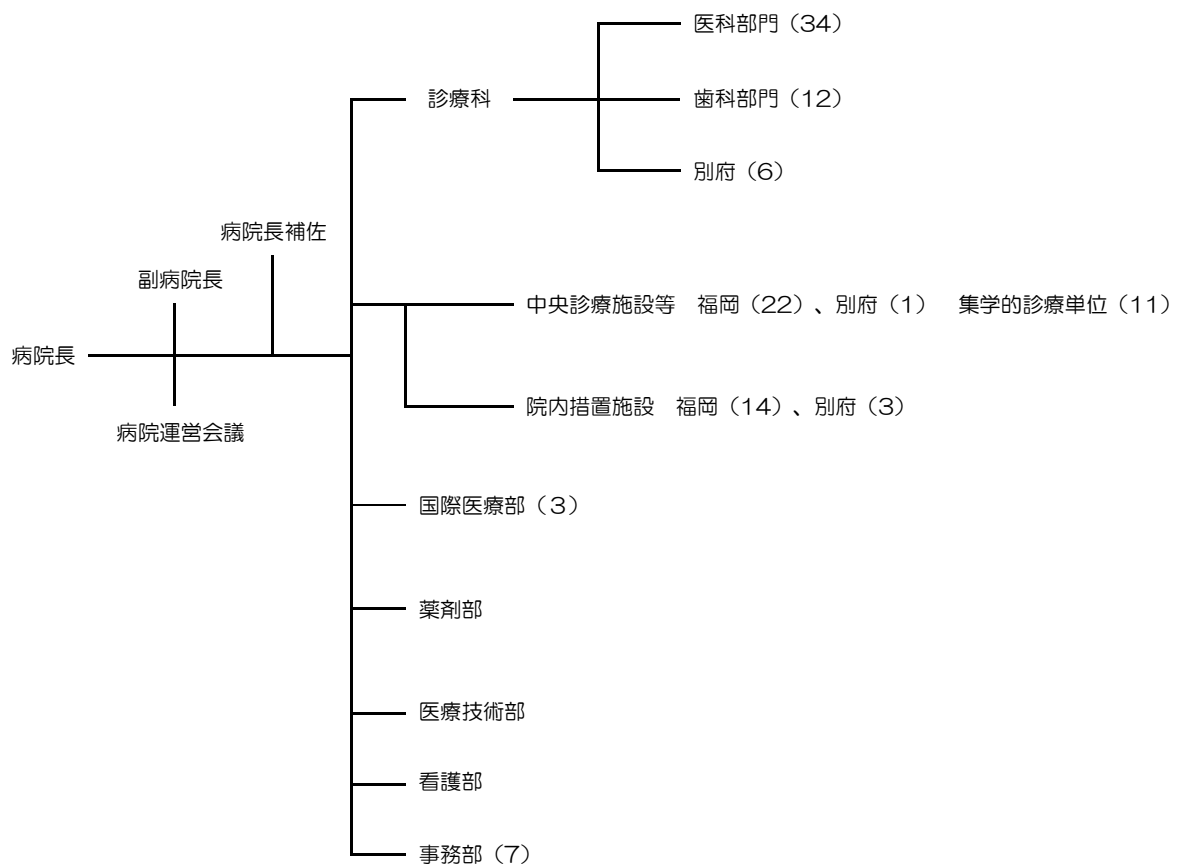 医科部門（34）
診療科
歯科部門（12）
別府（6）
病院長補佐
副病院長
中央診療施設等　福岡（22）、別府（1）　集学的診療単位（11）
病院長
院内措置施設　福岡（14）、別府（3）
病院運営会議
国際医療部（3）
薬剤部
医療技術部
看護部
事務部（7）